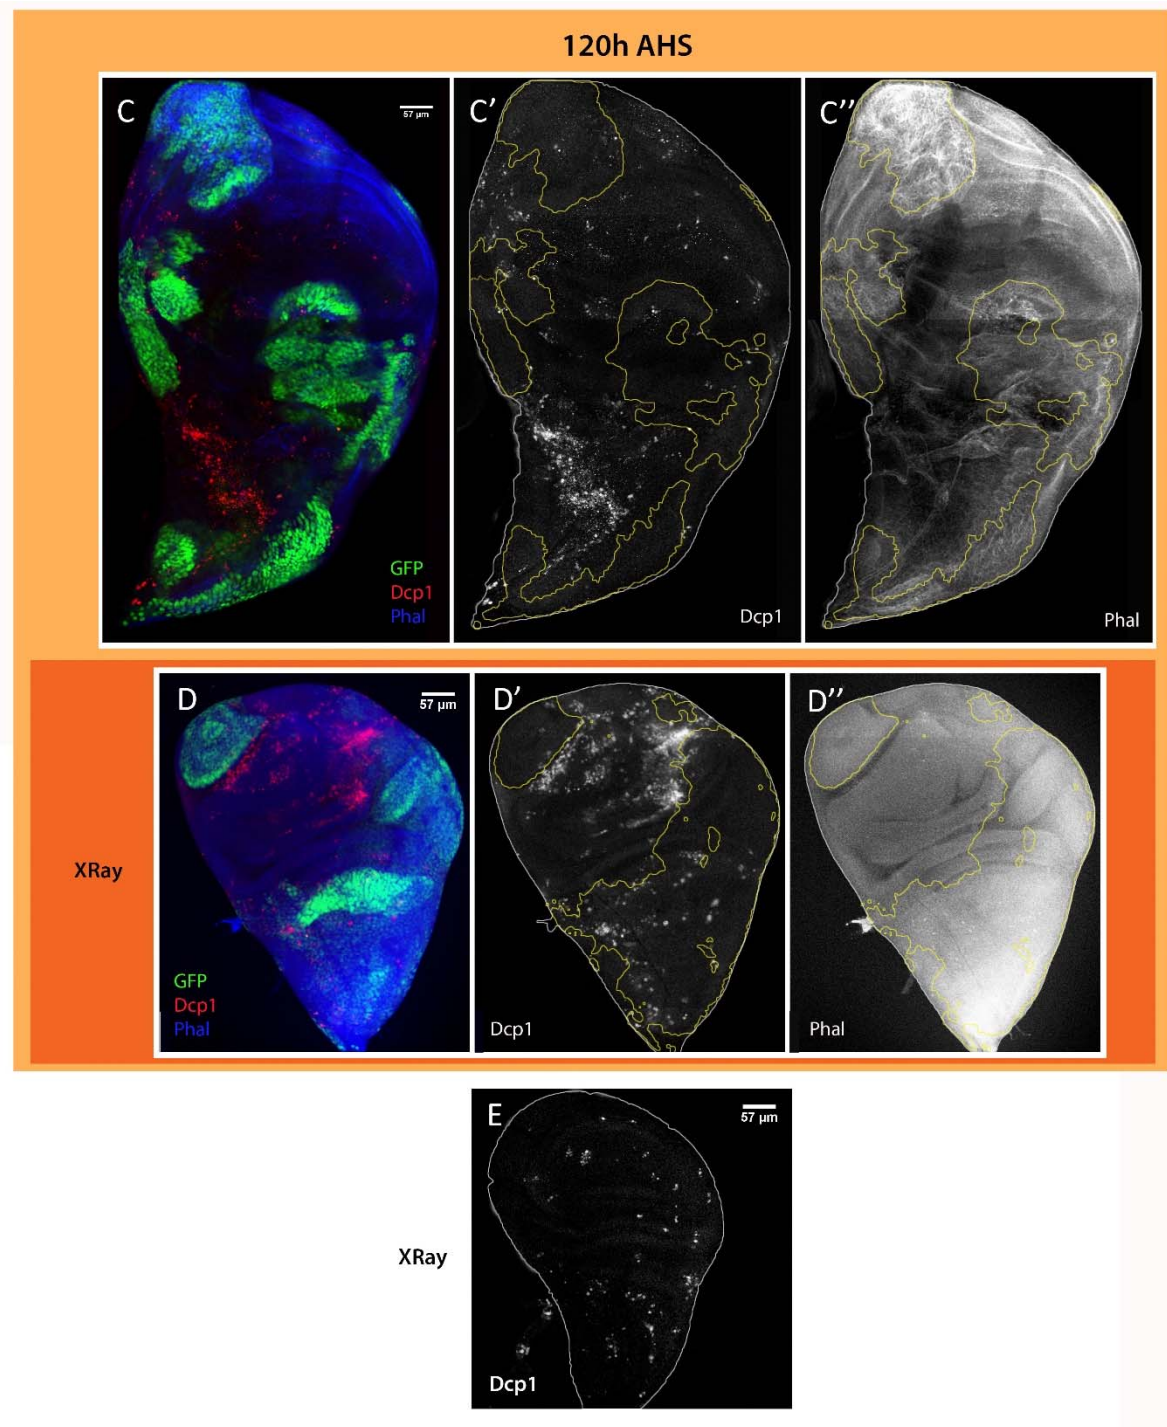 120h AHS
C
57 µm
GFP
Dcp1
Phal
C'
Dcp1
C''
Phal
XRay
D
57 µm
GFP
Dcp1
Phal
D'
Dcp1
D''
Phal
XRay
E
57 µm
Dcp1